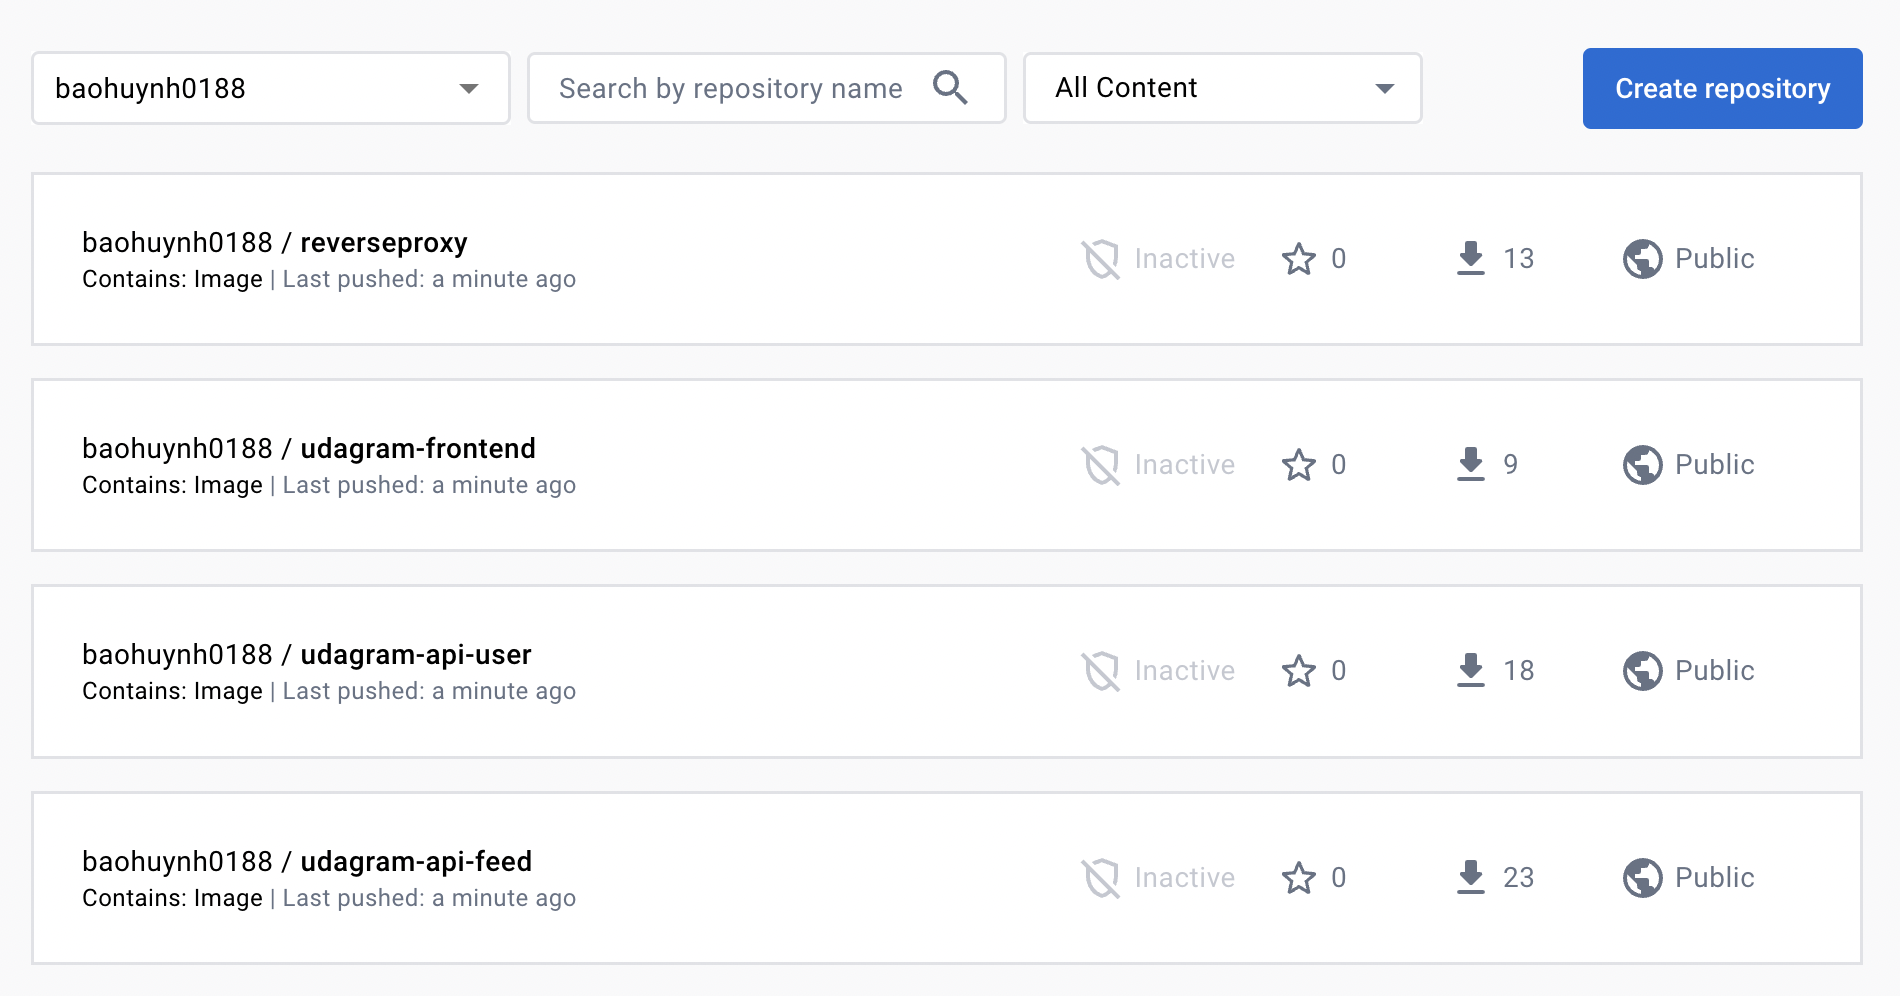 baohuynh0188 Search by repository name All Content Create repository
baohuynh0188 / reverseproxy
Contains: Image | Last pushed: a minute ago
Inactive 0 13 Public
baohuynh0188 / udagram-frontend
Contains: Image | Last pushed: a minute ago
Inactive 0 9 Public
baohuynh0188 / udagram-api-user
Contains: Image | Last pushed: a minute ago
Inactive 0 18 Public
baohuynh0188 / udagram-api-feed
Contains: Image | Last pushed: a minute ago
Inactive 0 23 Public